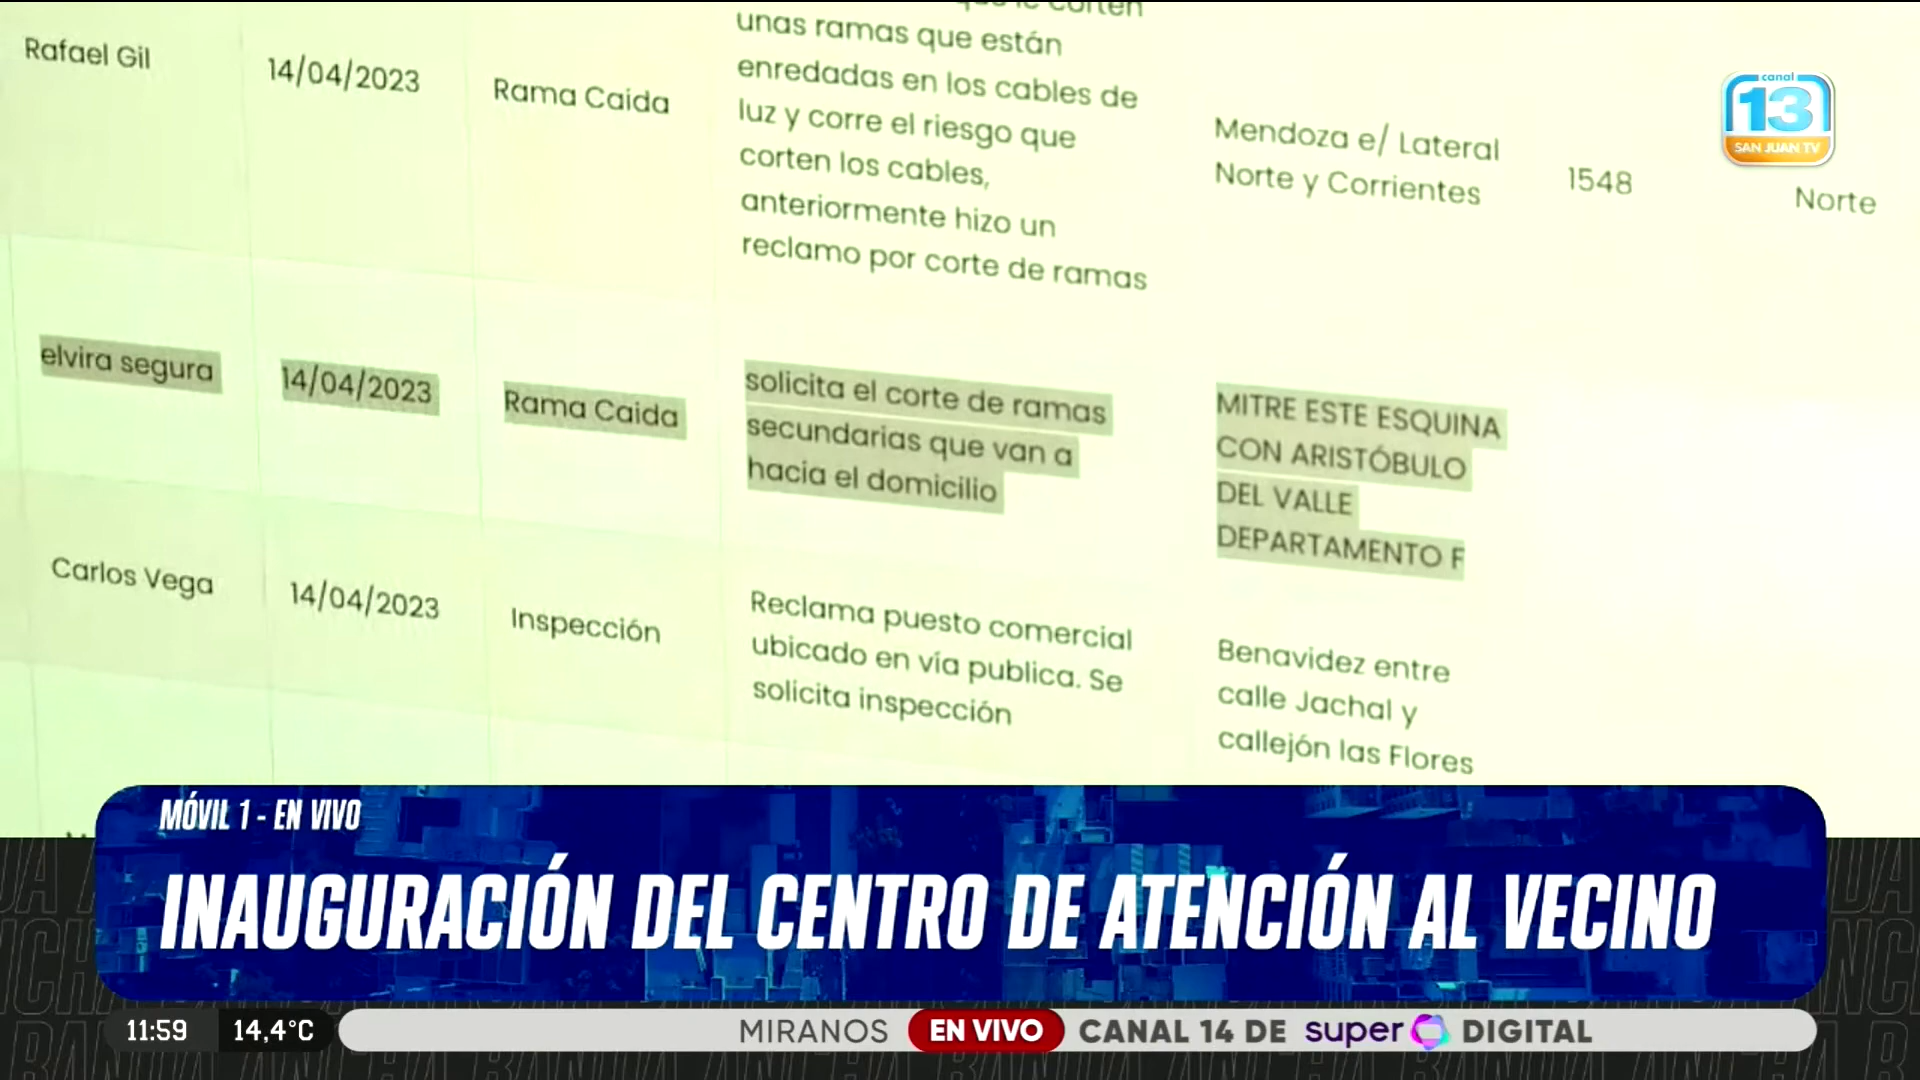 corten
unas ramas que están
enredadas en los cables de
luz y corre el riesgo que
corten los cables,
anteriormente hizo un
reclamo por corte de ramas
Rafael Gil
14/04/2023
Rama Caida
Mendoza e/ Lateral
Norte y Corrientes
1548
Norte
canal
13
SAN JUAN TV
elvira segura
14/04/2023
Rama Caida
solicita el corte de ramas
secundarias que van a
hacia el domicilio
MITRE ESTE ESQUINA
CON ARISTÓBULO
DEL VALLE
DEPARTAMENTO F
Carlos Vega
14/04/2023
Inspección
Reclama puesto comercial
ubicado en vía publica. Se
solicita inspección
Benavidez entre
calle Jachal y
callejón las Flores
MÓVIL 1 - EN VIVO
INAUGURACIÓN DEL CENTRO DE ATENCIÓN AL VECINO
11:59 14,4°C MIRANOS EN VIVO CANAL 14 DE super DIGITAL